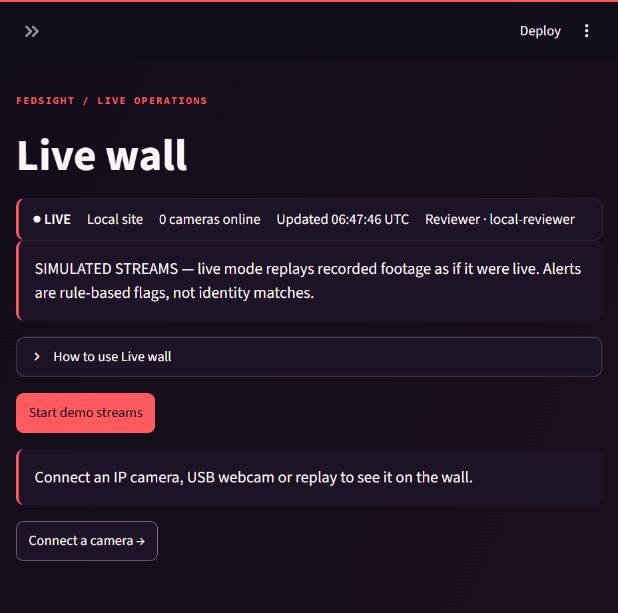 Deploy
FEDSIGHT / LIVE OPERATIONS
Live wall
LIVE Local site 0 cameras online Updated 06:47:46 UTC Reviewer · local-reviewer
SIMULATED STREAMS — live mode replays recorded footage as if it were live. Alerts
are rule-based flags, not identity matches.
How to use Live wall
Start demo streams
Connect an IP camera, USB webcam or replay to see it on the wall.
Connect a camera →